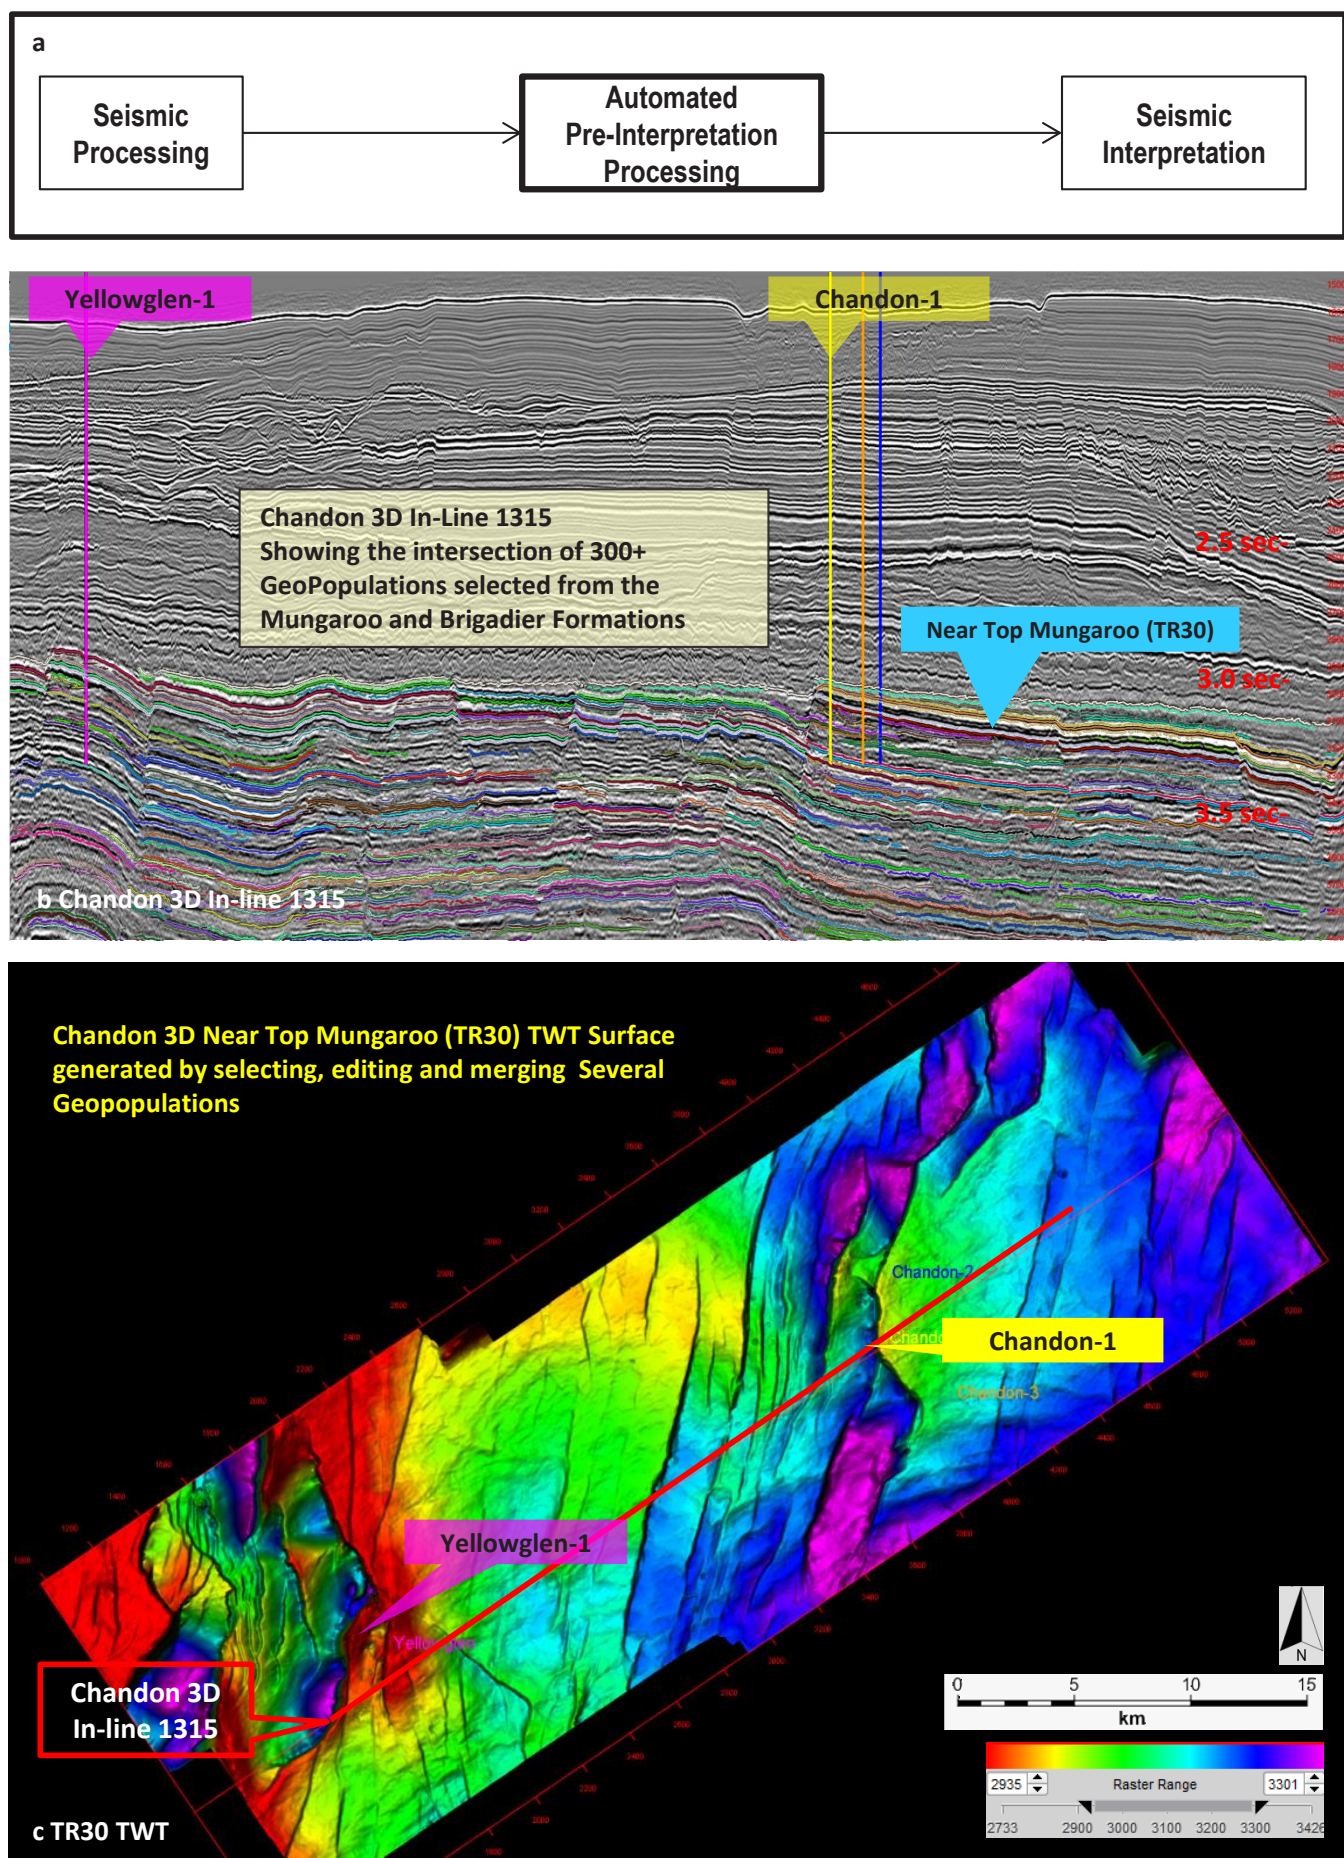 a
Seismic
Processing
Automated
Pre-Interpretation
Processing
Seismic
Interpretation
Yellowglen-1
Chandon-1
Chandon 3D In-Line 1315
Showing the intersection of 300+
GeoPopulations selected from the
Mungaroo and Brigadier Formations
2.5 sec-
Near Top Mungaroo (TR30)
3.0 sec-
3.5 sec-
b Chandon 3D In-line 1315
Chandon 3D Near Top Mungaroo (TR30) TWT Surface
generated by selecting, editing and merging Several
Geopopulations
Chandon-2
Chandon-1
Chandon-3
Yellowglen-1
Chandon 3D
In-line 1315
N
0 5 10 15
km
2935 Raster Range 3301
2733 2900 3000 3100 3200 3300 3426
c TR30 TWT